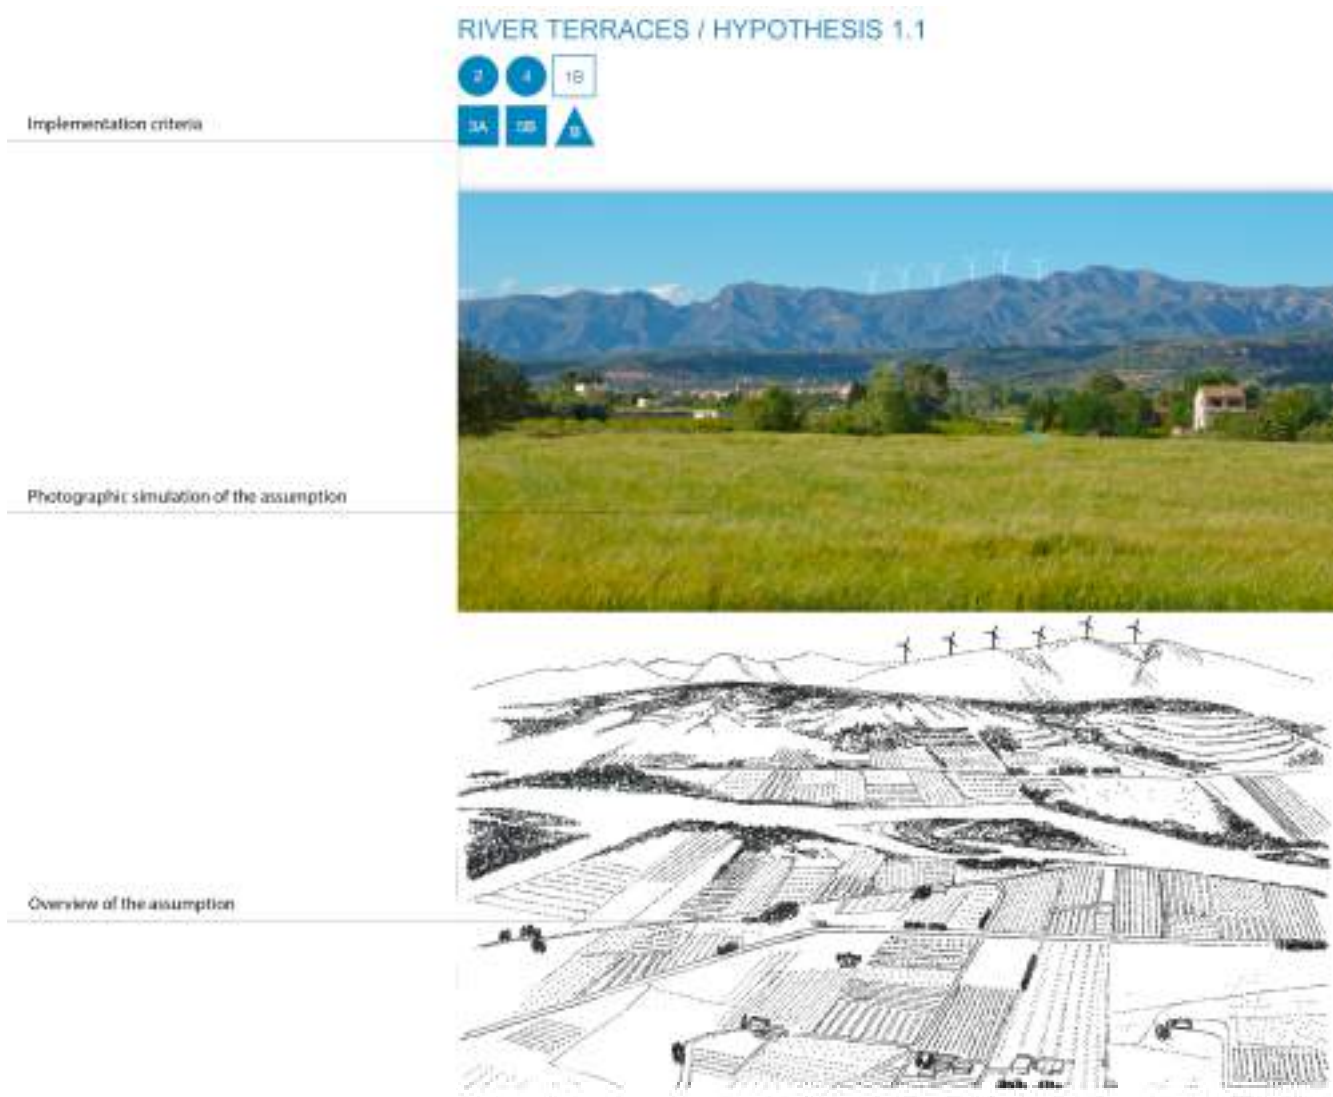 RIVER TERRACES / HYPOTHESIS 1.1
2 4 1B
Implementation criteria
3A B
Photographic simulation of the assumption
Overview of the assumption